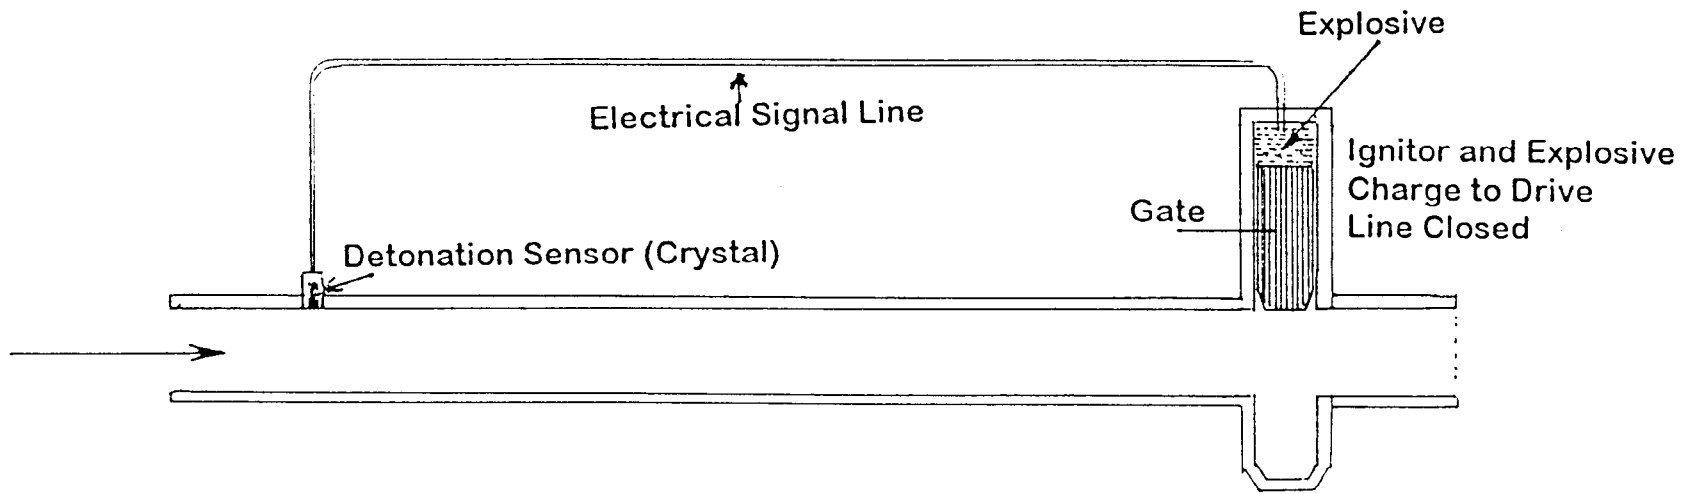 Explosive
Electrical Signal Line
Ignitor and Explosive
Charge to Drive
Line Closed
Gate
Detonation Sensor (Crystal)